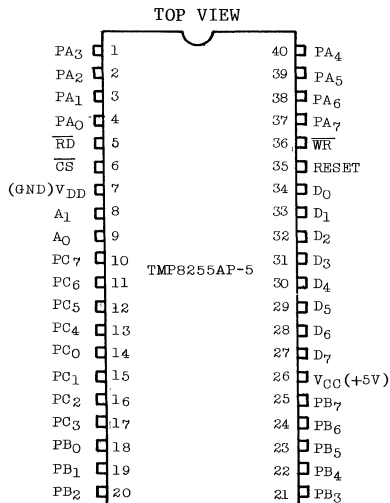 TOP VIEW
PA3 1 40 PA4
PA2 2 39 PA5
PA1 3 38 PA6
PA0 4 37 PA7
RD 5 36 WR
CS 6 35 RESET
(GND)VDD 7 34 D0
A1 8 33 D1
A0 9 32 D2
PC7 10 31 D3
TMP8255AP-5
PC6 11 30 D4
PC5 12 29 D5
PC4 13 28 D6
PC0 14 27 D7
PC1 15 26 VCC(+5V)
PC2 16 25 PB7
PC3 17 24 PB6
PB0 18 23 PB5
PB1 19 22 PB4
PB2 20 21 PB3